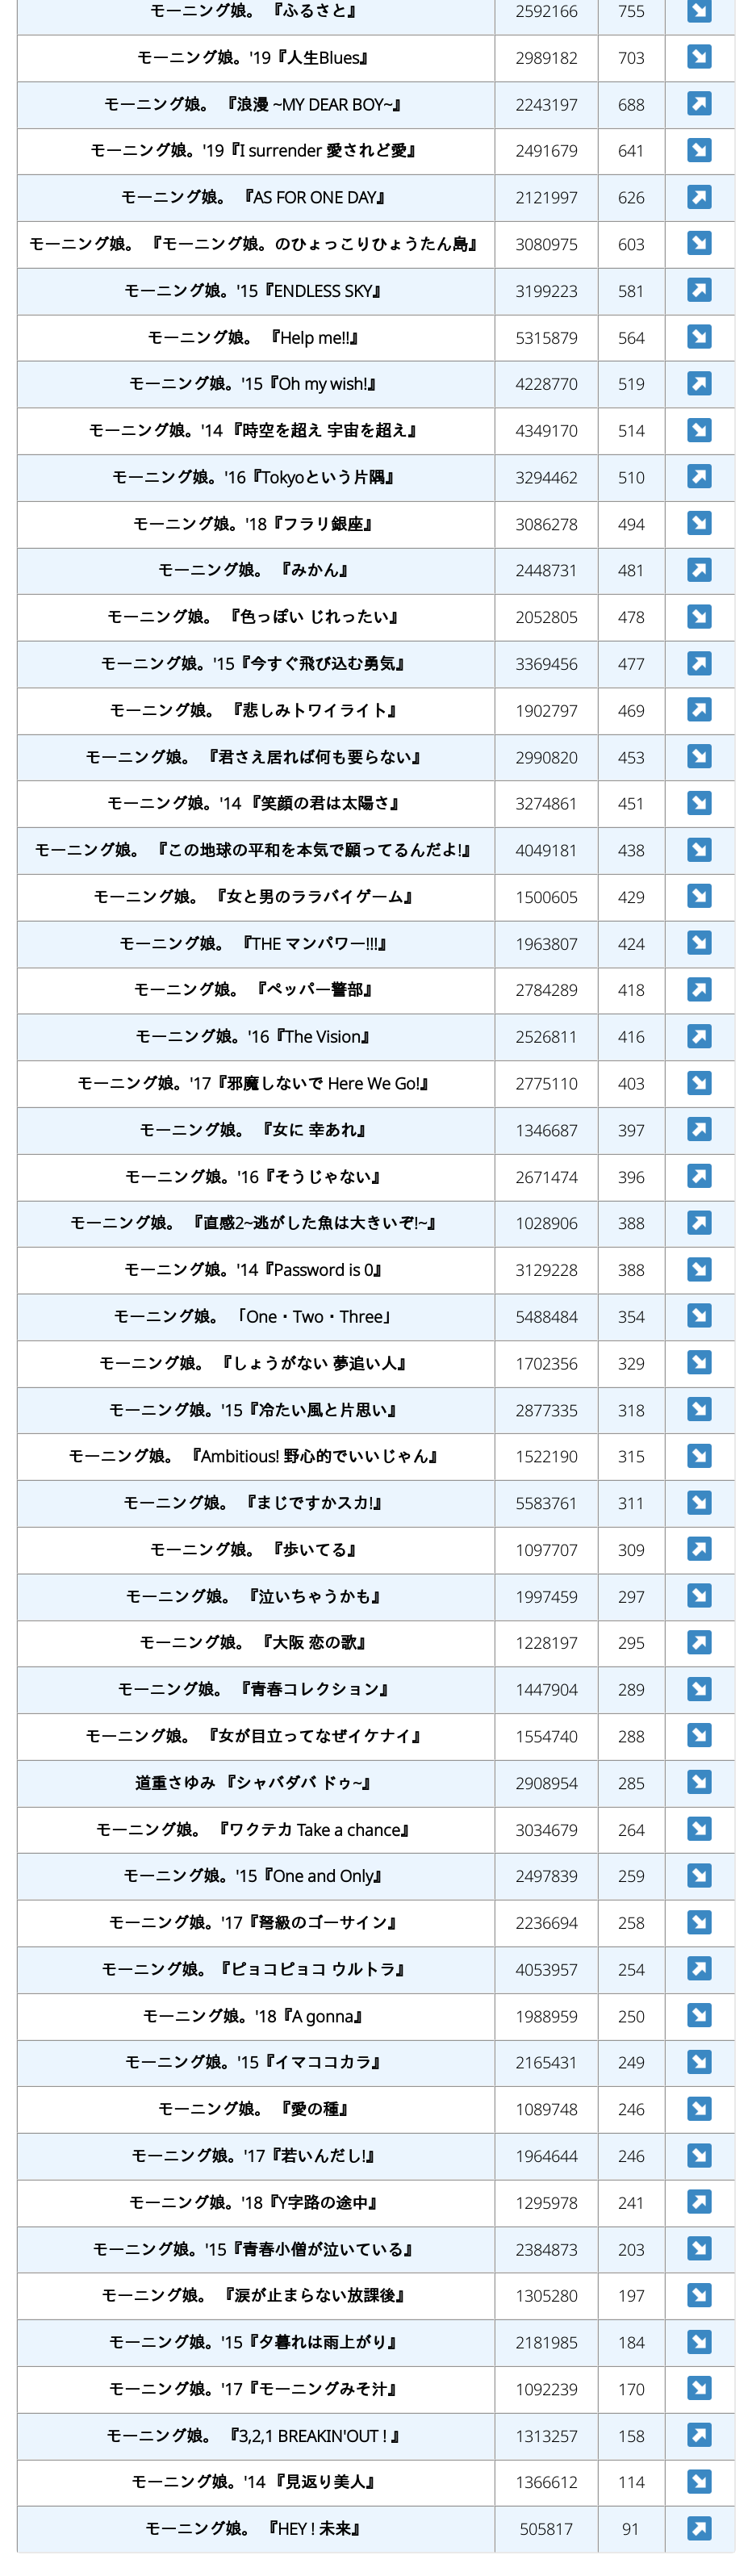 モーニング娘。 『ふるさと』 2592166 755 ↘
モーニング娘。'19『人生Blues』 2989182 703 ↘
モーニング娘。 『浪漫 ~MY DEAR BOY~』 2243197 688 ↗
モーニング娘。'19『I surrender 愛されど愛』 2491679 641 ↘
モーニング娘。 『AS FOR ONE DAY』 2121997 626 ↗
モーニング娘。 『モーニング娘。のひょっこりひょうたん島』 3080975 603 ↘
モーニング娘。'15『ENDLESS SKY』 3199223 581 ↗
モーニング娘。 『Help me!!』 5315879 564 ↘
モーニング娘。'15『Oh my wish!』 4228770 519 ↗
モーニング娘。'14 『時空を超え 宇宙を超え』 4349170 514 ↘
モーニング娘。'16『Tokyoという片隅』 3294462 510 ↗
モーニング娘。'18『フラリ銀座』 3086278 494 ↘
モーニング娘。 『みかん』 2448731 481 ↗
モーニング娘。 『色っぽい じれったい』 2052805 478 ↘
モーニング娘。'15『今すぐ飛び込む勇気』 3369456 477 ↗
モーニング娘。 『悲しみトワイライト』 1902797 469 ↗
モーニング娘。 『君さえ居れば何も要らない』 2990820 453 ↘
モーニング娘。'14 『笑顔の君は太陽さ』 3274861 451 ↘
モーニング娘。 『この地球の平和を本気で願ってるんだよ!』 4049181 438 ↘
モーニング娘。 『女と男のララバイゲーム』 1500605 429 ↘
モーニング娘。 『THE マンパワー!!!』 1963807 424 ↘
モーニング娘。 『ペッパー警部』 2784289 418 ↗
モーニング娘。'16『The Vision』 2526811 416 ↗
モーニング娘。'17『邪魔しないで Here We Go!』 2775110 403 ↘
モーニング娘。 『女に 幸あれ』 1346687 397 ↗
モーニング娘。'16『そうじゃない』 2671474 396 ↗
モーニング娘。 『直感2~逃がした魚は大きいぞ!~』 1028906 388 ↗
モーニング娘。'14『Password is 0』 3129228 388 ↘
モーニング娘。 「One・Two・Three」 5488484 354 ↘
モーニング娘。 『しょうがない 夢追い人』 1702356 329 ↘
モーニング娘。'15『冷たい風と片思い』 2877335 318 ↘
モーニング娘。 『Ambitious! 野心的でいいじゃん』 1522190 315 ↘
モーニング娘。 『まじですかスカ!』 5583761 311 ↘
モーニング娘。 『歩いてる』 1097707 309 ↗
モーニング娘。 『泣いちゃうかも』 1997459 297 ↘
モーニング娘。 『大阪 恋の歌』 1228197 295 ↗
モーニング娘。 『青春コレクション』 1447904 289 ↘
モーニング娘。 『女が目立ってなぜイケナイ』 1554740 288 ↘
道重さゆみ 『シャバダバ ドゥ~』 2908954 285 ↘
モーニング娘。 『ワクテカ Take a chance』 3034679 264 ↘
モーニング娘。'15『One and Only』 2497839 259 ↘
モーニング娘。'17『弩級のゴーサイン』 2236694 258 ↘
モーニング娘。『ピョコピョコ ウルトラ』 4053957 254 ↗
モーニング娘。'18『A gonna』 1988959 250 ↘
モーニング娘。'15『イマココカラ』 2165431 249 ↘
モーニング娘。 『愛の種』 1089748 246 ↘
モーニング娘。'17『若いんだし!』 1964644 246 ↘
モーニング娘。'18『Y字路の途中』 1295978 241 ↗
モーニング娘。'15『青春小僧が泣いている』 2384873 203 ↘
モーニング娘。 『涙が止まらない放課後』 1305280 197 ↘
モーニング娘。'15『夕暮れは雨上がり』 2181985 184 ↘
モーニング娘。'17『モーニングみそ汁』 1092239 170 ↘
モーニング娘。 『3,2,1 BREAKIN'OUT ! 』 1313257 158 ↗
モーニング娘。'14 『見返り美人』 1366612 114 ↘
モーニング娘。 『HEY ! 未来』 505817 91 ↗